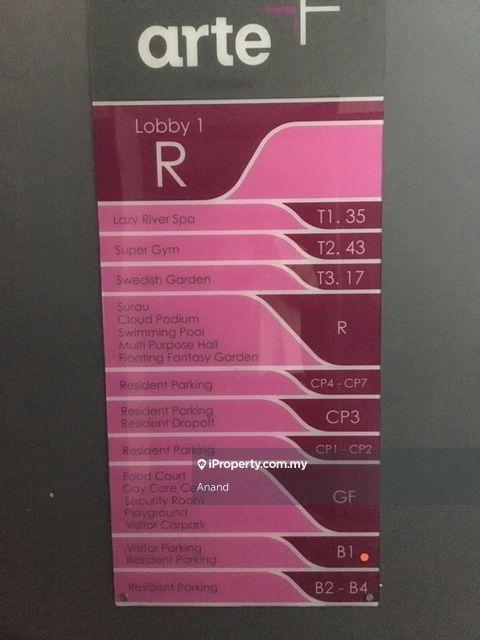 arte
Lobby 1
R
Lazy River Spa T1. 35
Super Gym T2. 43
Swedish Garden T3. 17
Surau
Cloud Podium
Swimming Pool
Multi Purpose Hall
Floating Fantasy Garden
R
Resident Parking CP4 - CP7
Resident Parking
Resident Dropoff
CP3
Resident Parking CP1 - CP2
iProperty.com.my
Anand
Food Court
Day Care
Security Room
Playground
Visitor Carpark
GF
Visitor Parking
Resident Parking
B1
Resident Parking B2 - B4